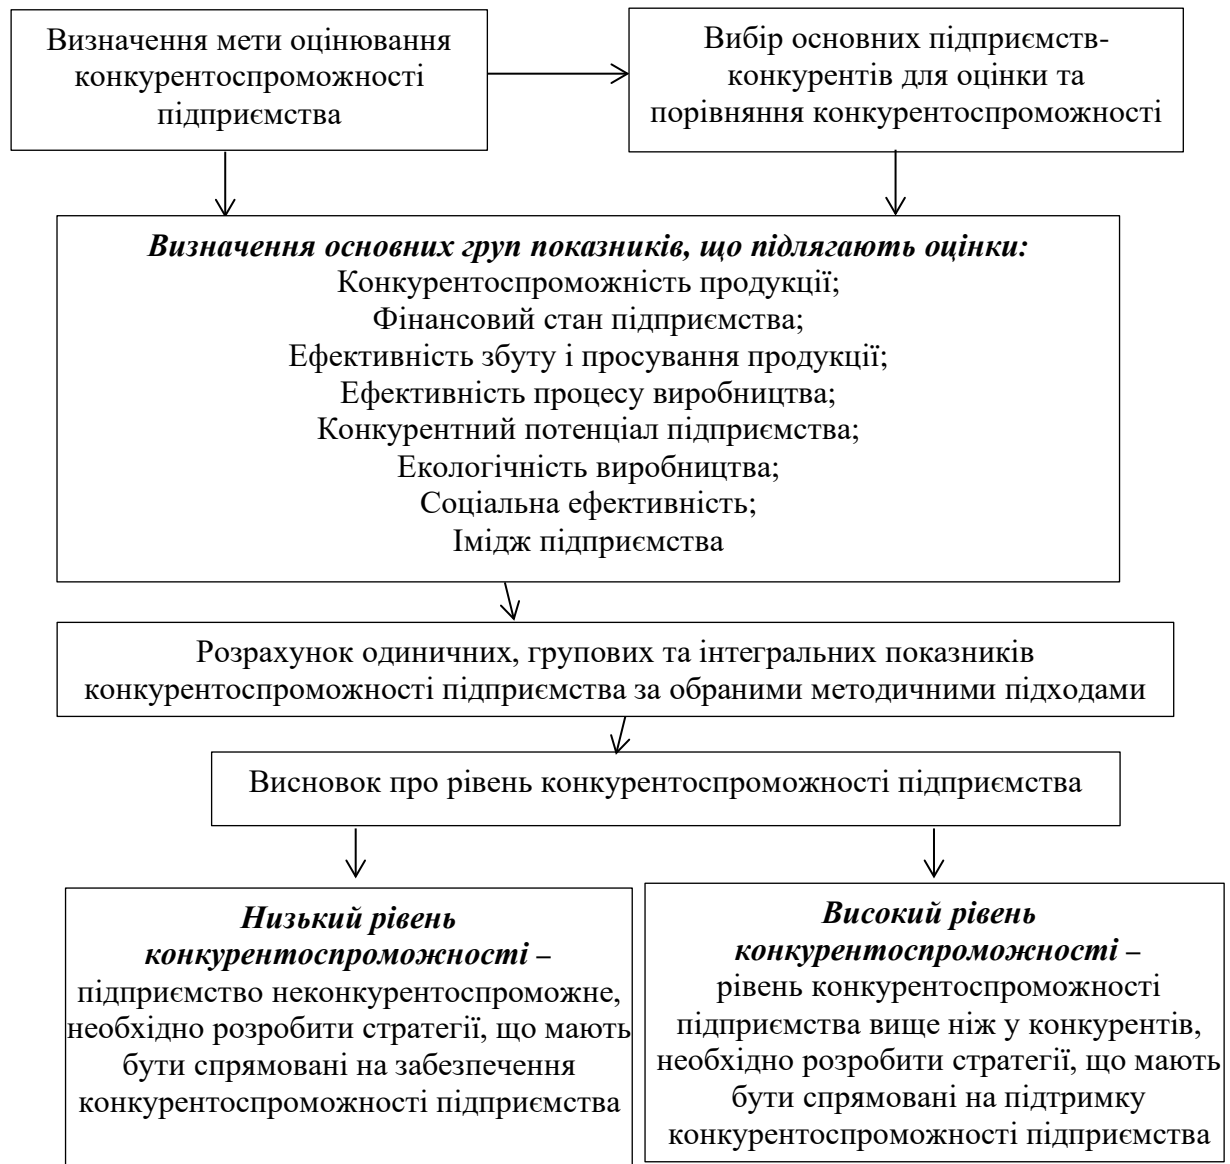 Визначення мети оцінювання
конкурентоспроможності
підприємства
Вибір основних підприємств-
конкурентів для оцінки та
порівняння конкурентоспроможності
Визначення основних груп показників, що підлягають оцінки:
Конкурентоспроможність продукції;
Фінансовий стан підприємства;
Ефективність збуту і просування продукції;
Ефективність процесу виробництва;
Конкурентний потенціал підприємства;
Екологічність виробництва;
Соціальна ефективність;
Імідж підприємства
Розрахунок одиничних, групових та інтегральних показників
конкурентоспроможності підприємства за обраними методичними підходами
Висновок про рівень конкурентоспроможності підприємства
Низький рівень
конкурентоспроможності –
підприємство неконкурентоспроможне,
необхідно розробити стратегії, що мають
бути спрямовані на забезпечення
конкурентоспроможності підприємства
Високий рівень
конкурентоспроможності –
рівень конкурентоспроможності
підприємства вище ніж у конкурентів,
необхідно розробити стратегії, що мають
бути спрямовані на підтримку
конкурентоспроможності підприємства